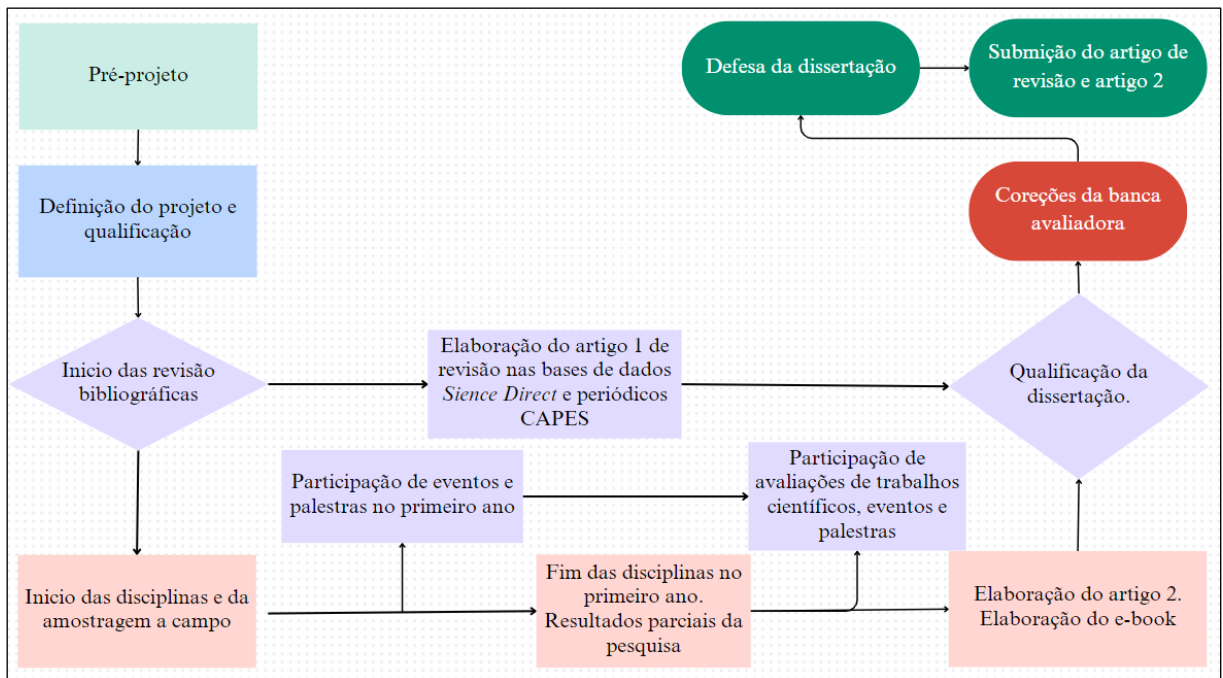 Pré-projeto
Definição do projeto e
qualificação
Inicio das revisão
bibliográficas
Elaboração do artigo 1 de
revisão nas bases de dados
Sience Direct e periódicos
CAPES
Inicio das disciplinas e da
amostragem a campo
Participação de eventos e
palestras no primeiro ano
Fim das disciplinas no
primeiro ano.
Resultados parciais da
pesquisa
Participação de
avaliações de trabalhos
científicos, eventos e
palestras
Elaboração do artigo 2.
Elaboração do e-book
Qualificação da
dissertação.
Coreções da banca
avaliadora
Defesa da dissertação
Submição do artigo de
revisão e artigo 2